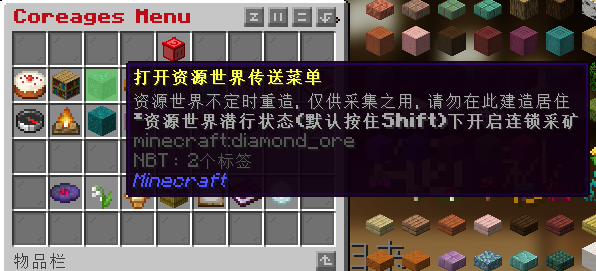 Coreages Menu
打开资源世界传送菜单
资源世界不定时重造, 仅供采集之用, 请勿在此建造居住
*资源世界潜行状态(默认按住Shift)下开启连锁采矿
minecraft:diamond_ore
NBT: 2个标签
Minecraft
物品栏